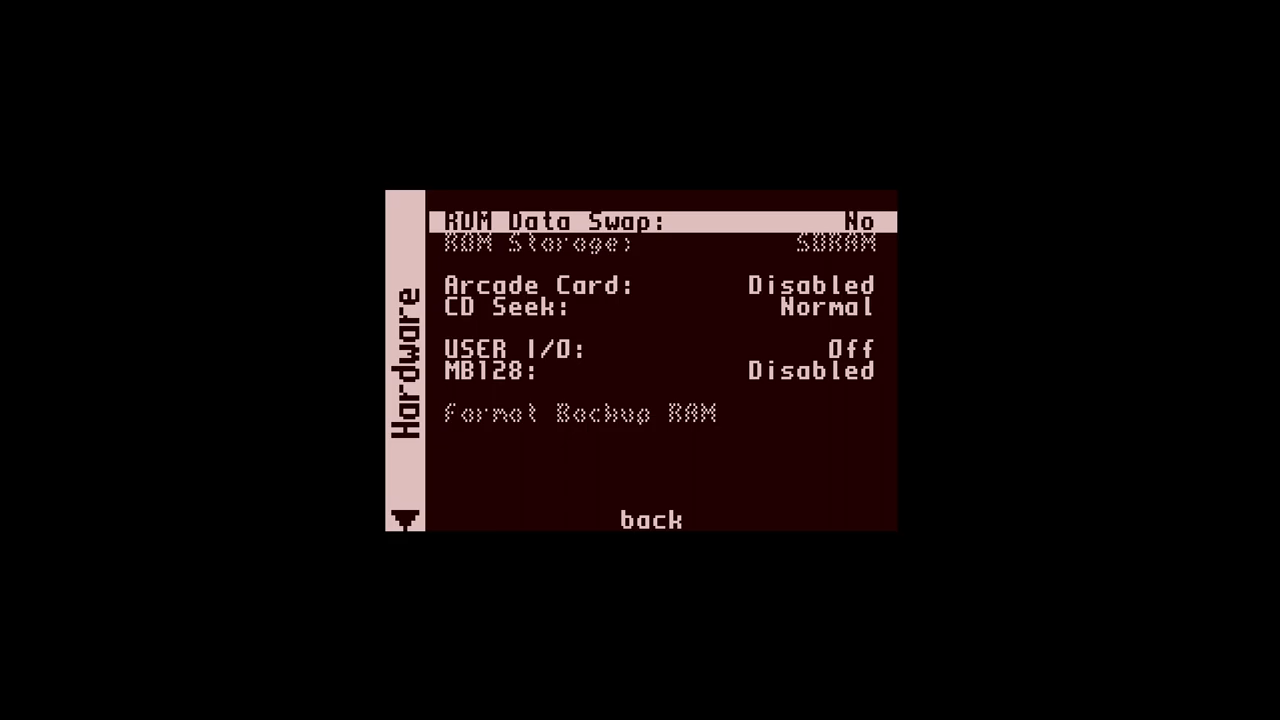 Hardware
ROM Data Swap: No
ROM Storage: SDRAM
Arcade Card: Disabled
CD Seek: Normal
USER I/O: Off
MB128: Disabled
Format Backup RAM
back